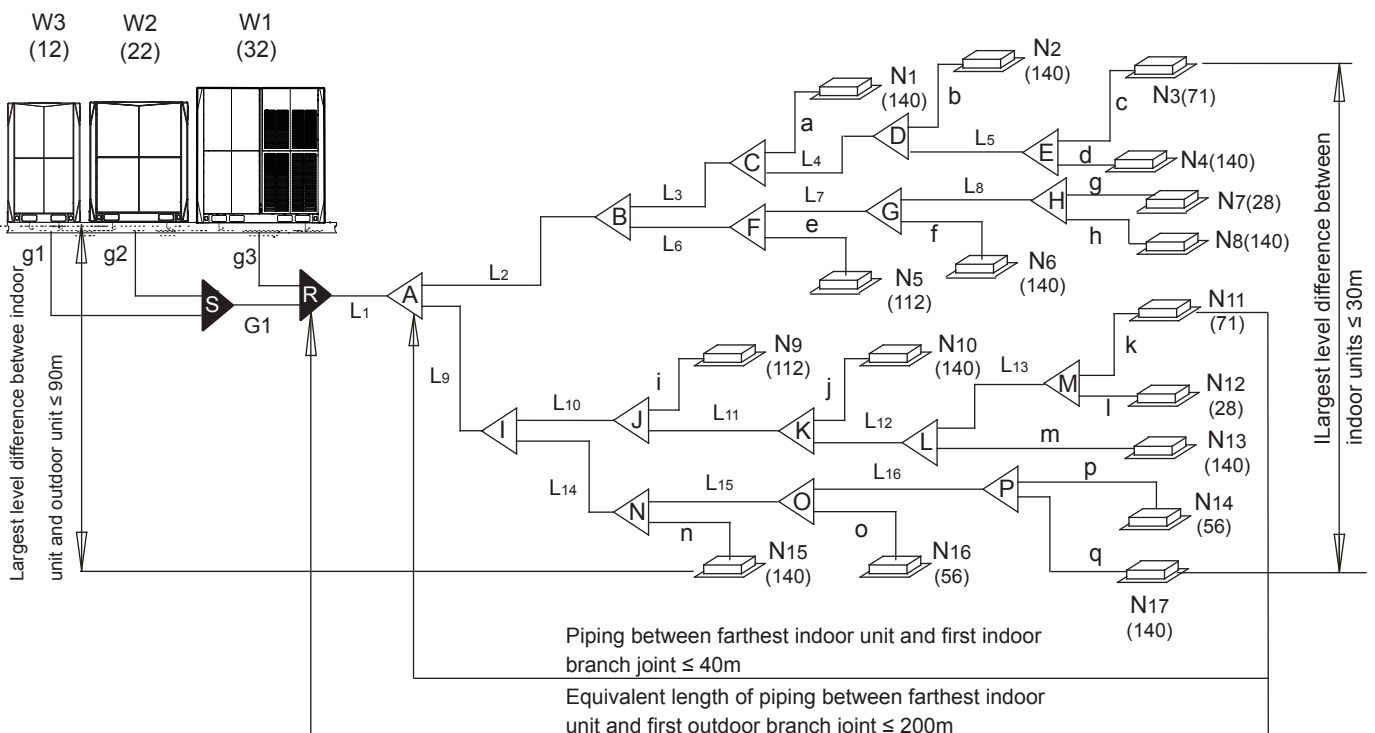 W3
(12)
W2
(22)
W1
(32)
N1
(140)
N2
(140)
N3(71)
N4(140)
N7(28)
N8(140)
N6
(140)
N5
(112)
a
b
c
d
e
f
g
h
A
B
C
D
E
F
G
H
L1
L2
L3
L4
L5
L6
L7
L8
g1
g2
g3
S
R
G1
N9
(112)
N10
(140)
N11
(71)
N12
(28)
N13
(140)
N14
(56)
N15
(140)
N16
(56)
N17
(140)
i
j
k
l
m
n
o
p
q
I
J
K
L
M
N
O
P
L9
L10
L11
L12
L13
L14
L15
L16
Largest level difference betwee indoor
unit and outdoor unit ≤ 90m
ILargest level difference between
indoor units ≤ 30m
Piping between farthest indoor unit and first indoor
branch joint ≤ 40m
Equivalent length of piping between farthest indoor
unit and first outdoor branch joint ≤ 200m